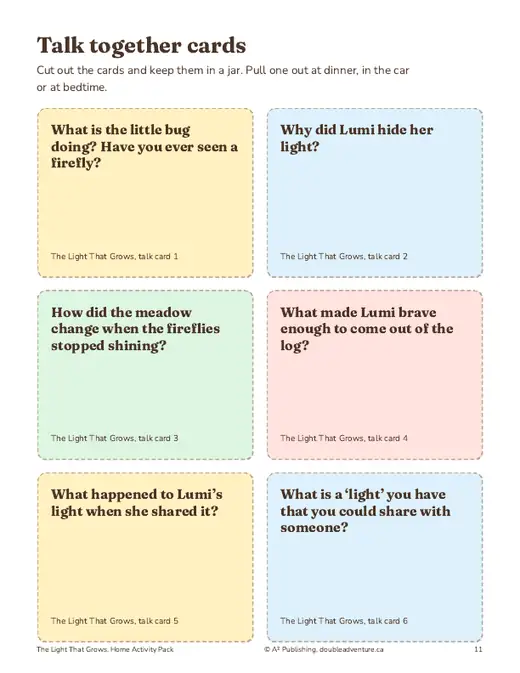 Talk together cards
Cut out the cards and keep them in a jar. Pull one out at dinner, in the car
or at bedtime.
What is the little bug
doing? Have you ever seen a
firefly?
The Light That Grows, talk card 1
Why did Lumi hide her
light?
The Light That Grows, talk card 2
How did the meadow
change when the fireflies
stopped shining?
The Light That Grows, talk card 3
What made Lumi brave
enough to come out of the
log?
The Light That Grows, talk card 4
What happened to Lumi’s
light when she shared it?
The Light That Grows, talk card 5
What is a ‘light’ you have
that you could share with
someone?
The Light That Grows, talk card 6
The Light That Grows. Home Activity Pack
© A² Publishing, doubleadventure.ca
11